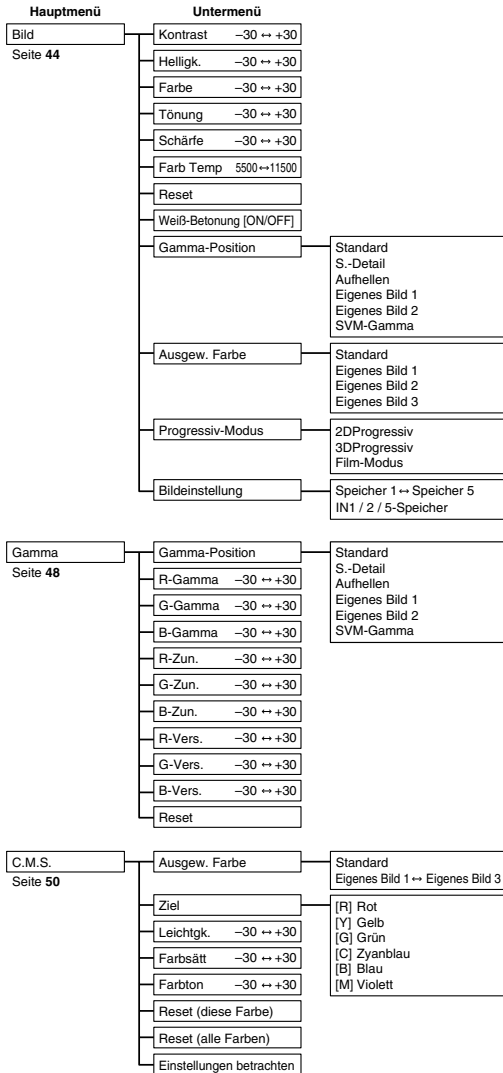 Hauptmenü Untermenü
Bild
Seite 44
Kontrast –30 ↔ +30
Helligk. –30 ↔ +30
Farbe –30 ↔ +30
Tönung –30 ↔ +30
Schärfe –30 ↔ +30
Farb Temp 5500↔11500
Reset
Weiß-Betonung [ON/OFF]
Gamma-Position
Standard
S.-Detail
Aufhellen
Eigenes Bild 1
Eigenes Bild 2
SVM-Gamma
Ausgew. Farbe
Standard
Eigenes Bild 1
Eigenes Bild 2
Eigenes Bild 3
Progressiv-Modus
2DProgressiv
3DProgressiv
Film-Modus
Bildeinstellung
Speicher 1 ↔ Speicher 5
IN1 / 2 / 5-Speicher
Gamma
Seite 48
Gamma-Position
Standard
S.-Detail
Aufhellen
Eigenes Bild 1
Eigenes Bild 2
SVM-Gamma
R-Gamma –30 ↔ +30
G-Gamma –30 ↔ +30
B-Gamma –30 ↔ +30
R-Zun. –30 ↔ +30
G-Zun. –30 ↔ +30
B-Zun. –30 ↔ +30
R-Vers. –30 ↔ +30
G-Vers. –30 ↔ +30
B-Vers. –30 ↔ +30
Reset
C.M.S.
Seite 50
Ausgew. Farbe
Standard
Eigenes Bild 1 ↔ Eigenes Bild 3
Ziel
[R] Rot
[Y] Gelb
[G] Grün
[C] Zyanblau
[B] Blau
[M] Violett
Leichtgk. –30 ↔ +30
Farbsätt –30 ↔ +30
Farbton –30 ↔ +30
Reset (diese Farbe)
Reset (alle Farben)
Einstellungen betrachten